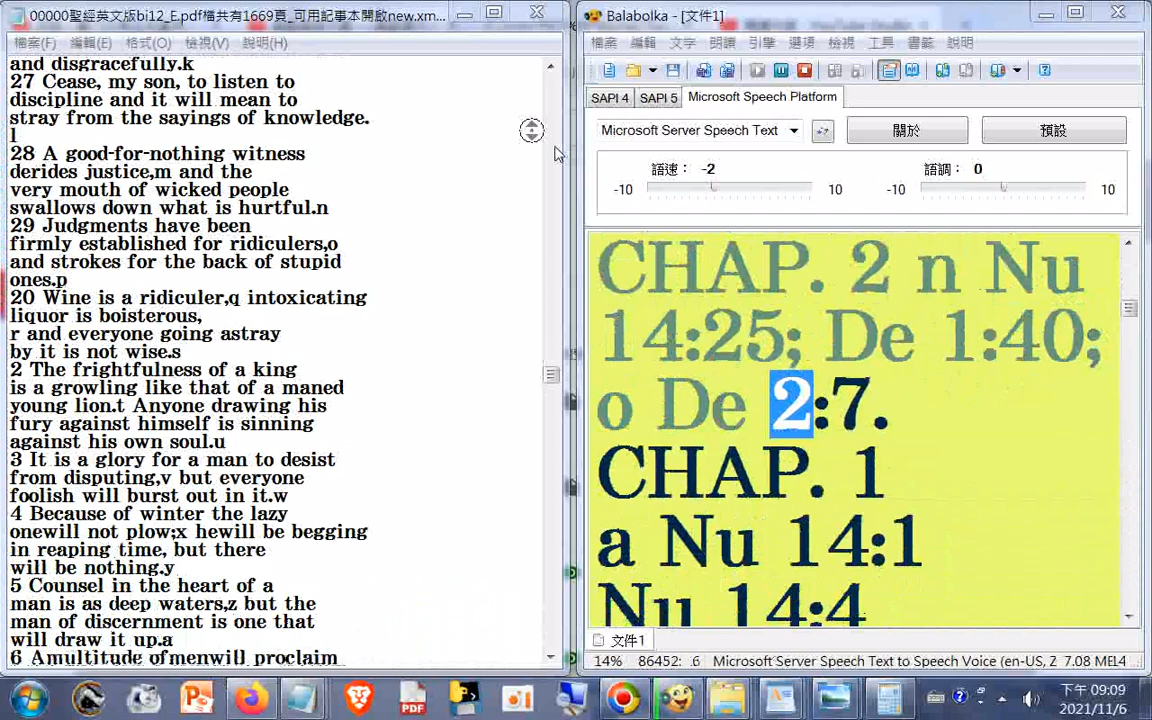 00000聖經英文版bi12_E.pdf檔共有1669頁_可用記事本開啟new.xm...
檔案(F) 編輯(E) 格式(O) 檢視(V) 說明(H)
and disgracefully.k
27 Cease, my son, to listen to
discipline and it will mean to
stray from the sayings of knowledge.
l
28 A good-for-nothing witness
derides justice,m and the
very mouth of wicked people
swallows down what is hurtful.n
29 Judgments have been
firmly established for ridiculers,o
and strokes for the back of stupid
ones.p
20 Wine is a ridiculer,q intoxicating
liquor is boisterous,
r and everyone going astray
by it is not wise.s
2 The frightfulness of a king
is a growling like that of a maned
young lion.t Anyone drawing his
fury against himself is sinning
against his own soul.u
3 It is a glory for a man to desist
from disputing,v but everyone
foolish will burst out in it.w
4 Because of winter the lazy
onewill not plow;x hewill be begging
in reaping time, but there
will be nothing.y
5 Counsel in the heart of a
man is as deep waters,z but the
man of discernment is one that
will draw it up.a
6 Amultitude ofmenwill proclaim
Balabolka - [文件1]
檔案 編輯 文字 朗讀 引擎 選項 檢視 工具 書籤 說明
SAPI 4 SAPI 5 Microsoft Speech Platform
Microsoft Server Speech Text 關於 預設
語速： -2 語調： 0
-10 10 -10 10
CHAP. 2 n Nu
14:25; De 1:40;
o De 2:7.
CHAP. 1
a Nu 14:1
Nu 14:4
文件1
14% 86452: .6 Microsoft Server Speech Text to Speech Voice (en-US, Z 7.08 ME14
PDF
下午 09:09
2021/11/6